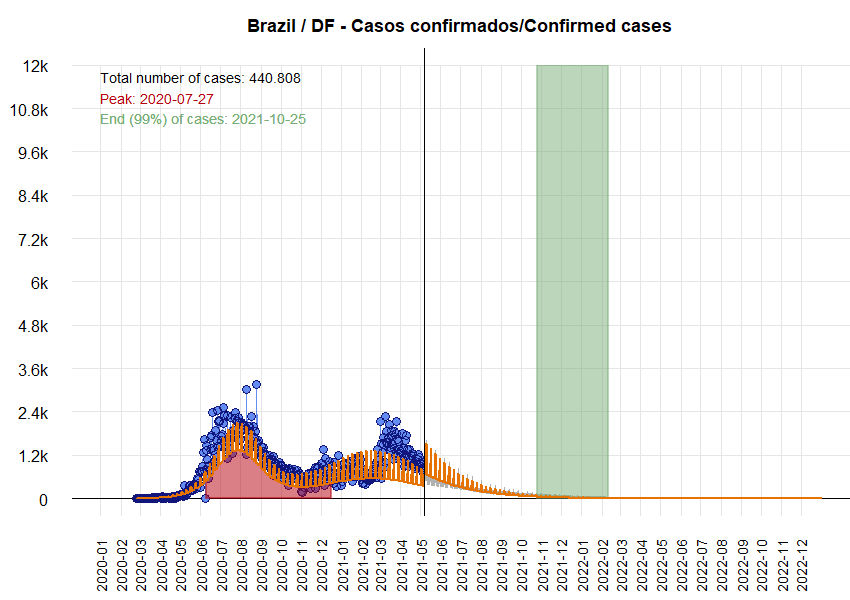 Brazil / DF - Casos confirmados/Confirmed cases
12k
Total number of cases: 440.808
Peak: 2020-07-27
10.8k
End (99%) of cases: 2021-10-25
9.6k
8.4k
7.2k
6k
4.8k
3.6k
2.4k
1.2k
0
2020-01
2020-02
2020-03
2020-04
2020-05
2020-06
2020-07
2020-08
2020-09
2020-10
2020-11
2020-12
2021-01
2021-02
2021-03
2021-04
2021-05
2021-06
2021-07
2021-08
2021-09
2021-10
2021-11
2021-12
2022-01
2022-02
2022-03
2022-04
2022-05
2022-06
2022-07
2022-08
2022-09
2022-10
2022-11
2022-12